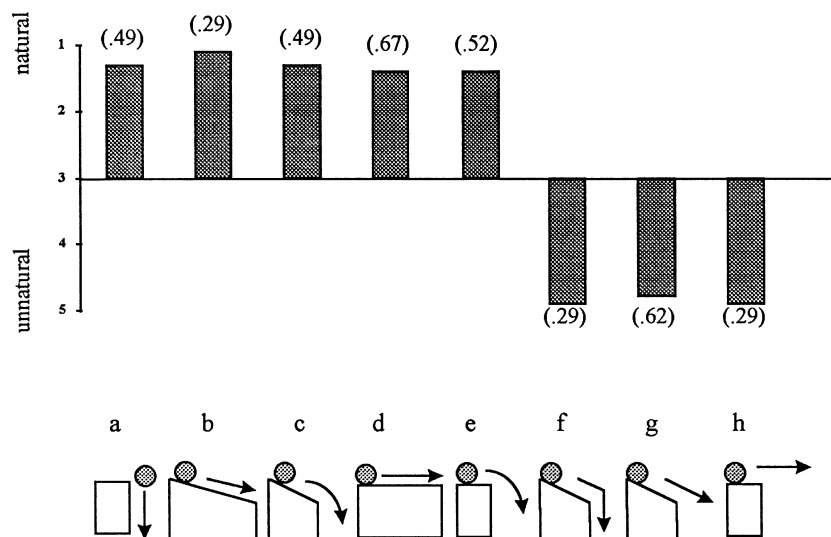 (.49) (.29) (.49) (.67) (.52)
natural
1
2
3
4
5
unnatural
(.29) (.62) (.29)
a b c d e f g h